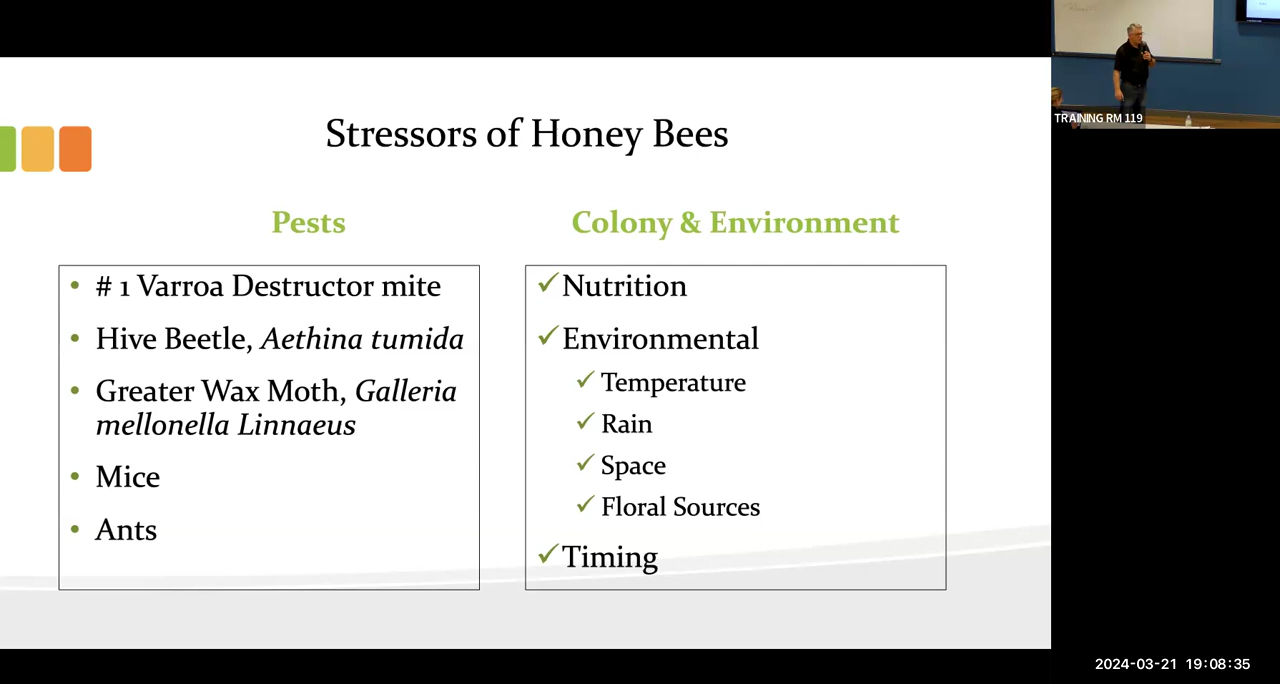 Stressors of Honey Bees
Pests
# 1 Varroa Destructor mite
Hive Beetle, Aethina tumida
Greater Wax Moth, Galleria
mellonella Linnaeus
Mice
Ants
Colony & Environment
Nutrition
Environmental
Temperature
Rain
Space
Floral Sources
Timing
TRAINING RM 119
2024-03-21 19:08:35